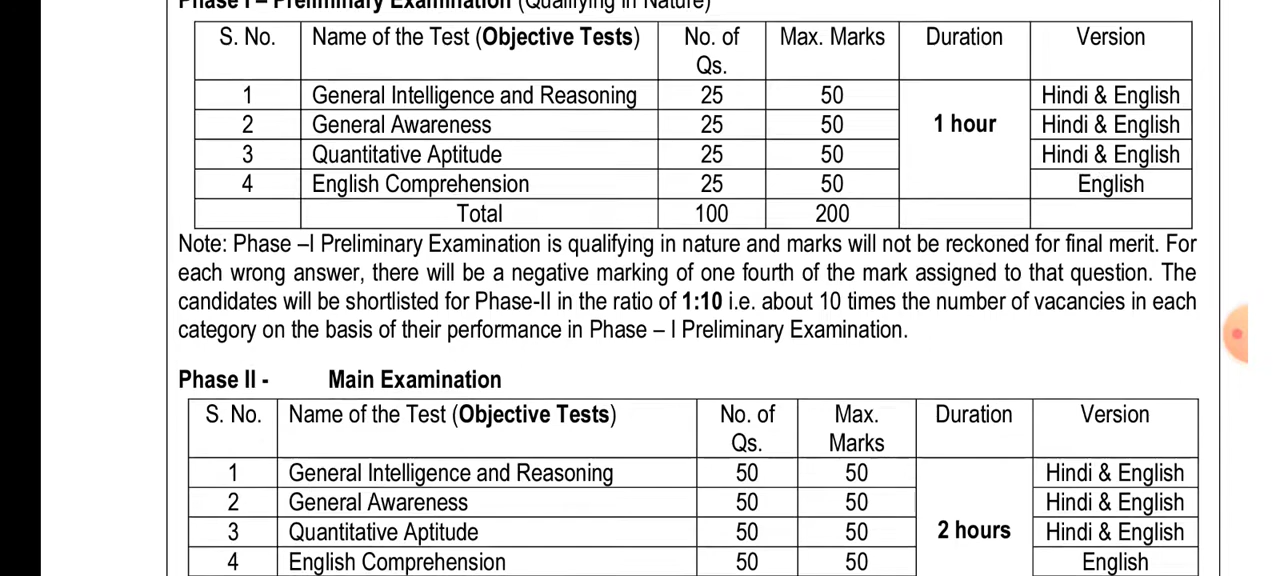 Phase I – Preliminary Examination (Qualifying in Nature)
S. No. Name of the Test (Objective Tests) No. of Qs. Max. Marks Duration Version
1 General Intelligence and Reasoning 25 50 1 hour Hindi & English
2 General Awareness 25 50 Hindi & English
3 Quantitative Aptitude 25 50 Hindi & English
4 English Comprehension 25 50 English
Total 100 200
Note: Phase –I Preliminary Examination is qualifying in nature and marks will not be reckoned for final merit. For
each wrong answer, there will be a negative marking of one fourth of the mark assigned to that question. The
candidates will be shortlisted for Phase-II in the ratio of 1:10 i.e. about 10 times the number of vacancies in each
category on the basis of their performance in Phase – I Preliminary Examination.
Phase II - Main Examination
S. No. Name of the Test (Objective Tests) No. of Qs. Max. Marks Duration Version
1 General Intelligence and Reasoning 50 50 2 hours Hindi & English
2 General Awareness 50 50 Hindi & English
3 Quantitative Aptitude 50 50 Hindi & English
4 English Comprehension 50 50 English